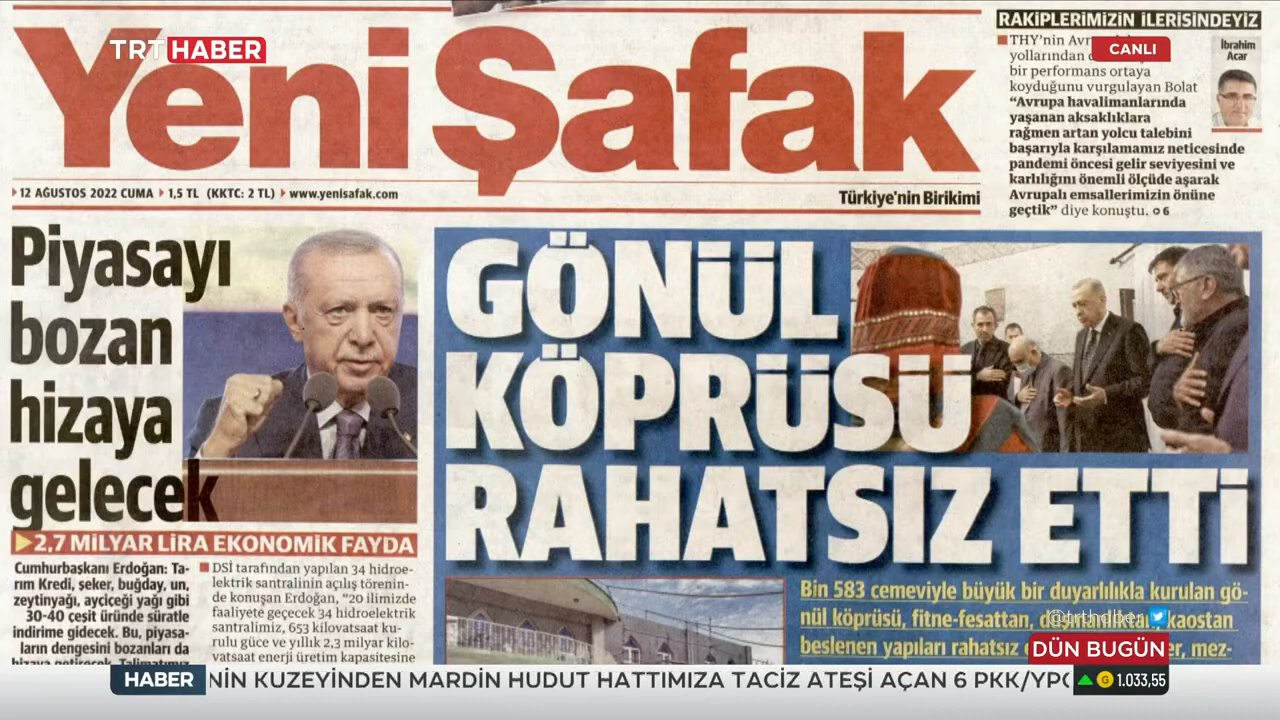 RAKİPLERİMİZİN İLERİSİNDEYİZ
TRT HABER
CANLI
Yeni Şafak
THY'nin
yollarından
bir performans ortaya
koyduğunu vurgulayan Bolat
“Avrupa havalimanlarında
yaşanan aksaklıklara
rağmen artan yolcu talebini
başarıyla karşılamamız neticesinde
pandemi öncesi gelir seviyesini ve
karlılığını önemli ölçüde aşarak
Avrupalı emsallerimizin önüne
geçtik” diye konuştu. 6
İbrahim
Acar
12 AĞUSTOS 2022 CUMA 1,5 TL (KKTC: 2 TL) www.yenisafak.com
Türkiye'nin Birikimi
Piyasayı
bozan
hizaya
gelecek
2,7 MİLYAR LİRA EKONOMİK FAYDA
Cumhurbaşkanı Erdoğan: Ta-
rım Kredi, şeker, buğday, un,
zeytinyağı, ayçiçeği yağı gibi
30-40 çeşit üründe süratle
indirime gidecek. Bu, piyasa-
ların dengesini bozanları da
hizaya getirecek. Talimatımız
DSİ tarafından yapılan 34 hidroe-
lektrik santralinin açılış törenin-
de konuşan Erdoğan, “20 ilimizde
faaliyete geçecek 34 hidroelektrik
santralimiz, 653 kilovatsaat ku-
rulu güce ve yıllık 2,3 milyar kilo-
vatsaat enerji üretim kapasitesine
GÖNÜL
KÖPRÜSÜ
RAHATSIZ ETTİ
Bin 583 cemeviyle büyük bir duyarlılıkla kurulan gö-
nül köprüsü, fitne-fesattan, kaostan
beslenen yapıları rahatsız mez-
@trthaber
DÜN BUGÜN
HABER
NİN KUZEYİNDEN MARDİN HUDUT HATTIMIZA TACİZ ATEŞİ AÇAN 6 PKK/YPG
G 1.033,55